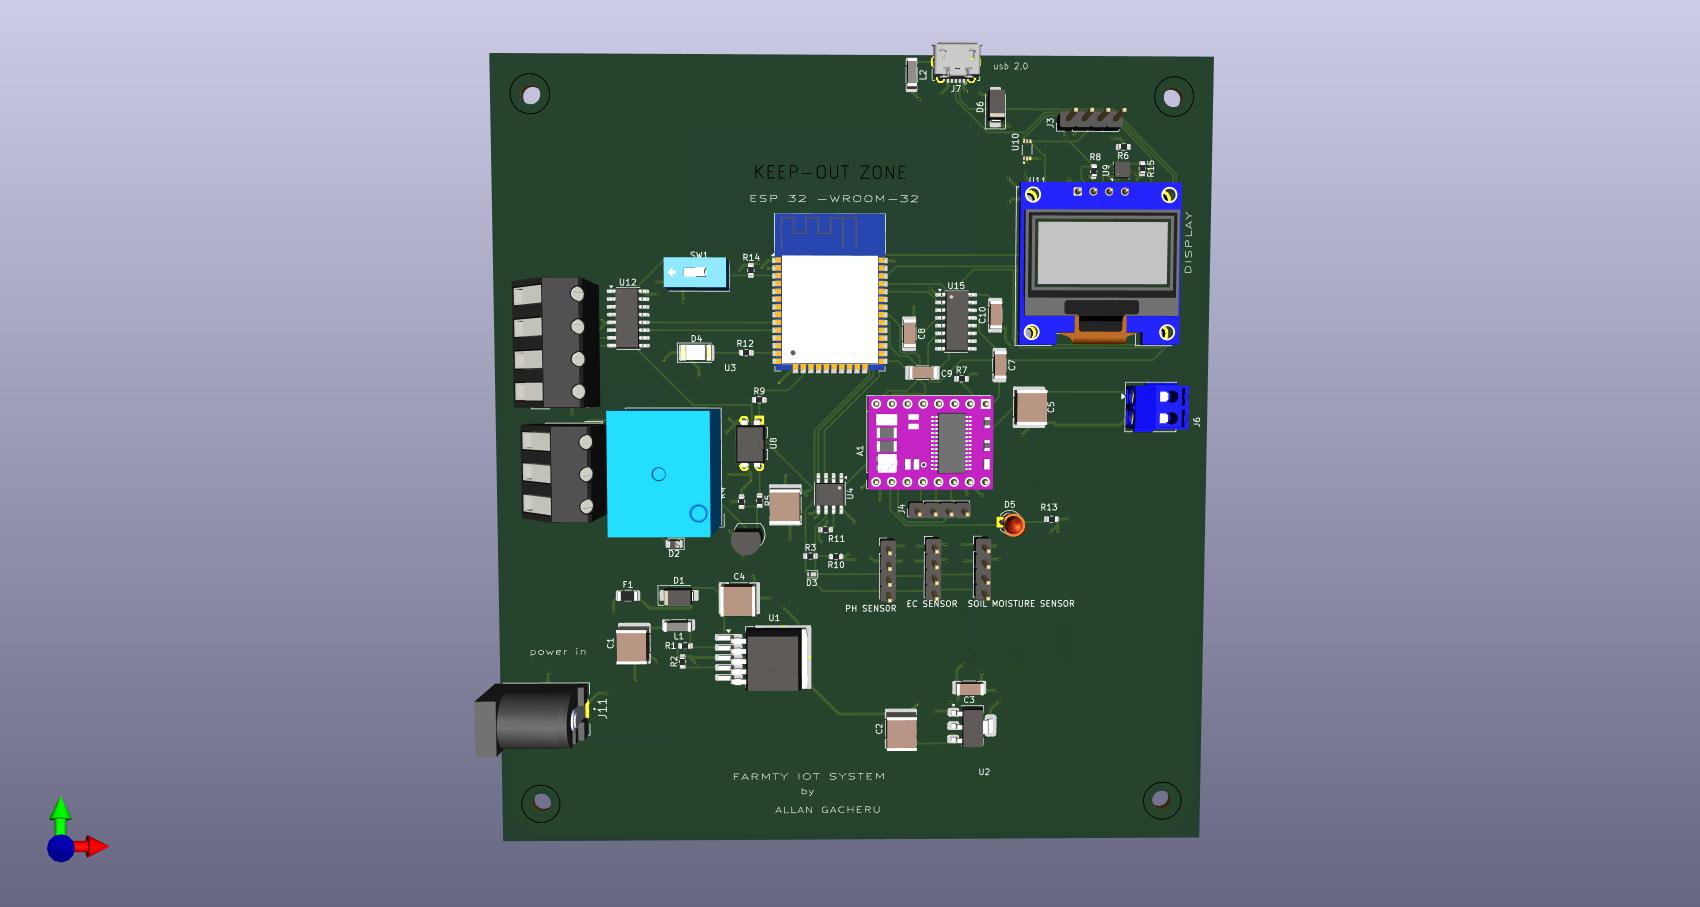 usb 2.0
L2
J7
D6
J3
U10
R8
R6
U9
R15
U11
KEEP-OUT ZONE
ESP 32 -WROOM-32
DISPLAY
SW1
R14
U12
U15
C10
C8
D4
R12
U3
C9
R7
C7
R9
C5
J6
U8
A1
R5
U4
J4
D5
R13
R11
R3
R10
D2
D3
PH SENSOR
EC SENSOR
SOIL MOISTURE SENSOR
F1
D1
C4
U1
C1
L1
R1
R2
power in
J11
C3
C2
U2
FARMTY IOT SYSTEM
by
ALLAN GACHERU